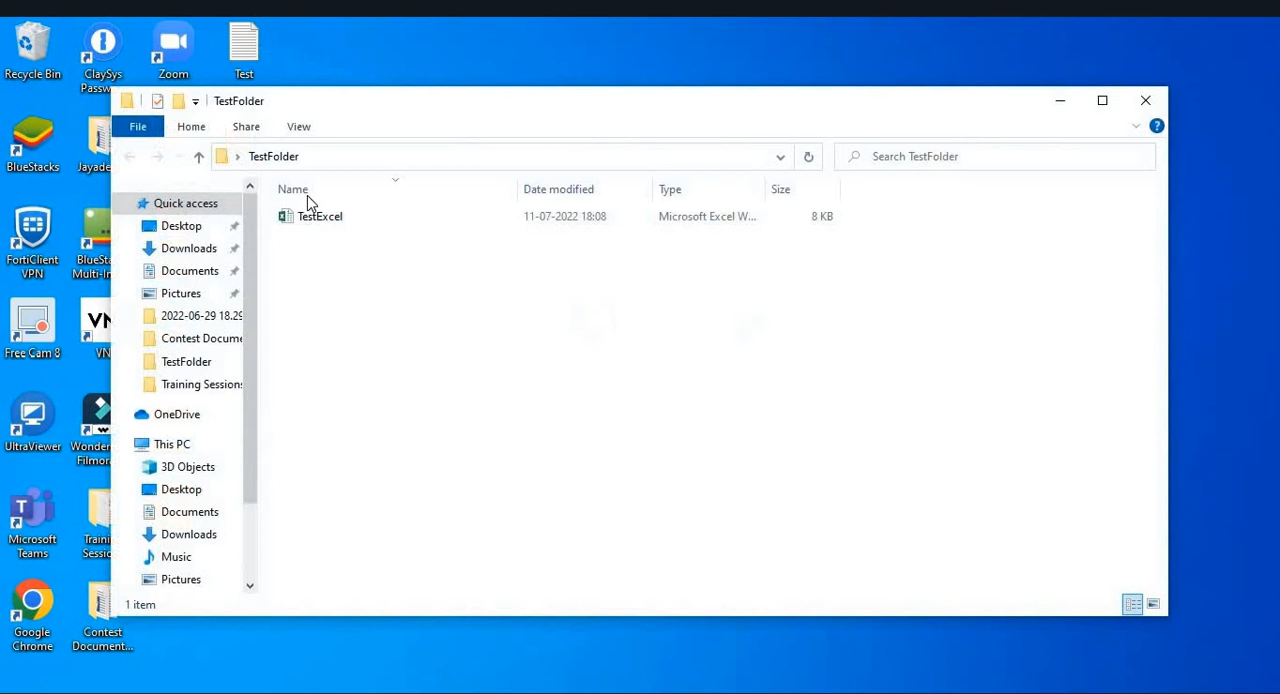 Recycle Bin
ClaySys
Passw...
Zoom
Test
BlueStacks
Jayade
FortiClient
VPN
BlueSta
Multi-In
Free Cam 8
VN
VN
UltraViewer
Wonder
Filmora
Microsoft
Teams
Traini
Sessio
Google
Chrome
Contest
Document...
TestFolder
File
Home
Share
View
TestFolder
Search TestFolder
Name
Date modified
Type
Size
TestExcel
11-07-2022 18:08
Microsoft Excel W...
8 KB
Quick access
Desktop
Downloads
Documents
Pictures
2022-06-29 18.29
Contest Docume
TestFolder
Training Sessions
OneDrive
This PC
3D Objects
Desktop
Documents
Downloads
Music
Pictures
1 item